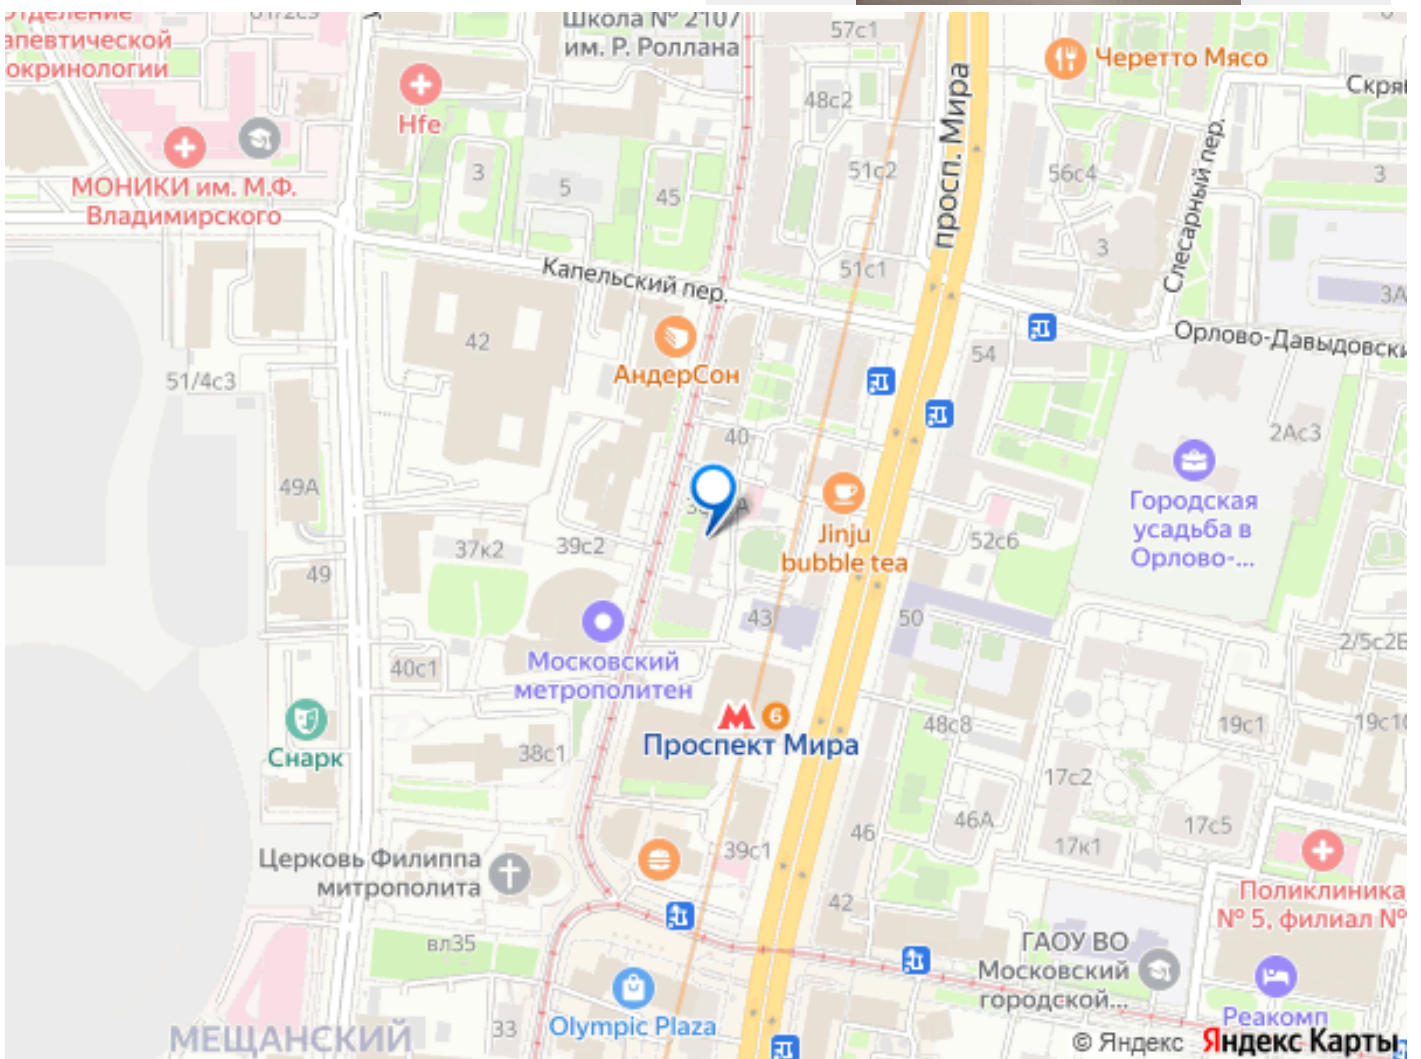 Отделение
апевтической
окринологии
Школа № 2107
им. Р. Роллана
57с1
Черетто Мясо
Скря
48с2
Hfe
просп. Мира
Слесарный пер.
МОНИКИ им. М.Ф.
Владимирского
3
5
45
51с2
56с4
3
3
51с1
Капельский пер.
3А
42
54
Орлово-Давыдовски
51/4с3
АндерСон
40
2Ас3
49А
Jinju
bubble tea
Городская
усадьба в
Орлово-...
37к2
39с2
52с6
49
43
50
2/5с2Б
40с1
Московский
метрополитен
6
Проспект Мира
Снарк
38с1
48с8
19с1
19с10
17с2
46А
17с5
39с1
46
17к1
Церковь Филиппа
митрополита
Поликлиника
№ 5, филиал №
42
вл35
ГАОУ ВО
Московский
городской...
МЕЩАНСКИЙ
33
Olympic Plaza
Реакомп
© Яндекс Яндекс Карты